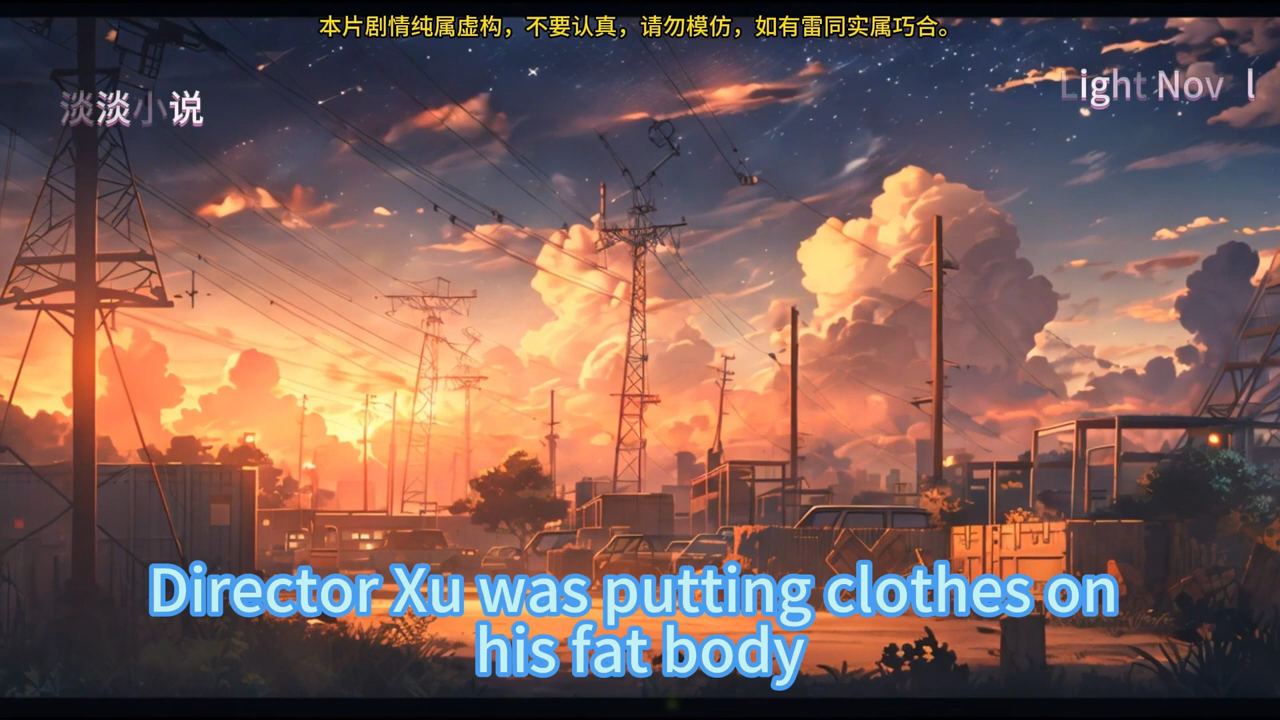 本片剧情纯属虚构，不要认真，请勿模仿，如有雷同实属巧合。
淡淡小说
Light Nov l
Director Xu was putting clothes on
his fat body